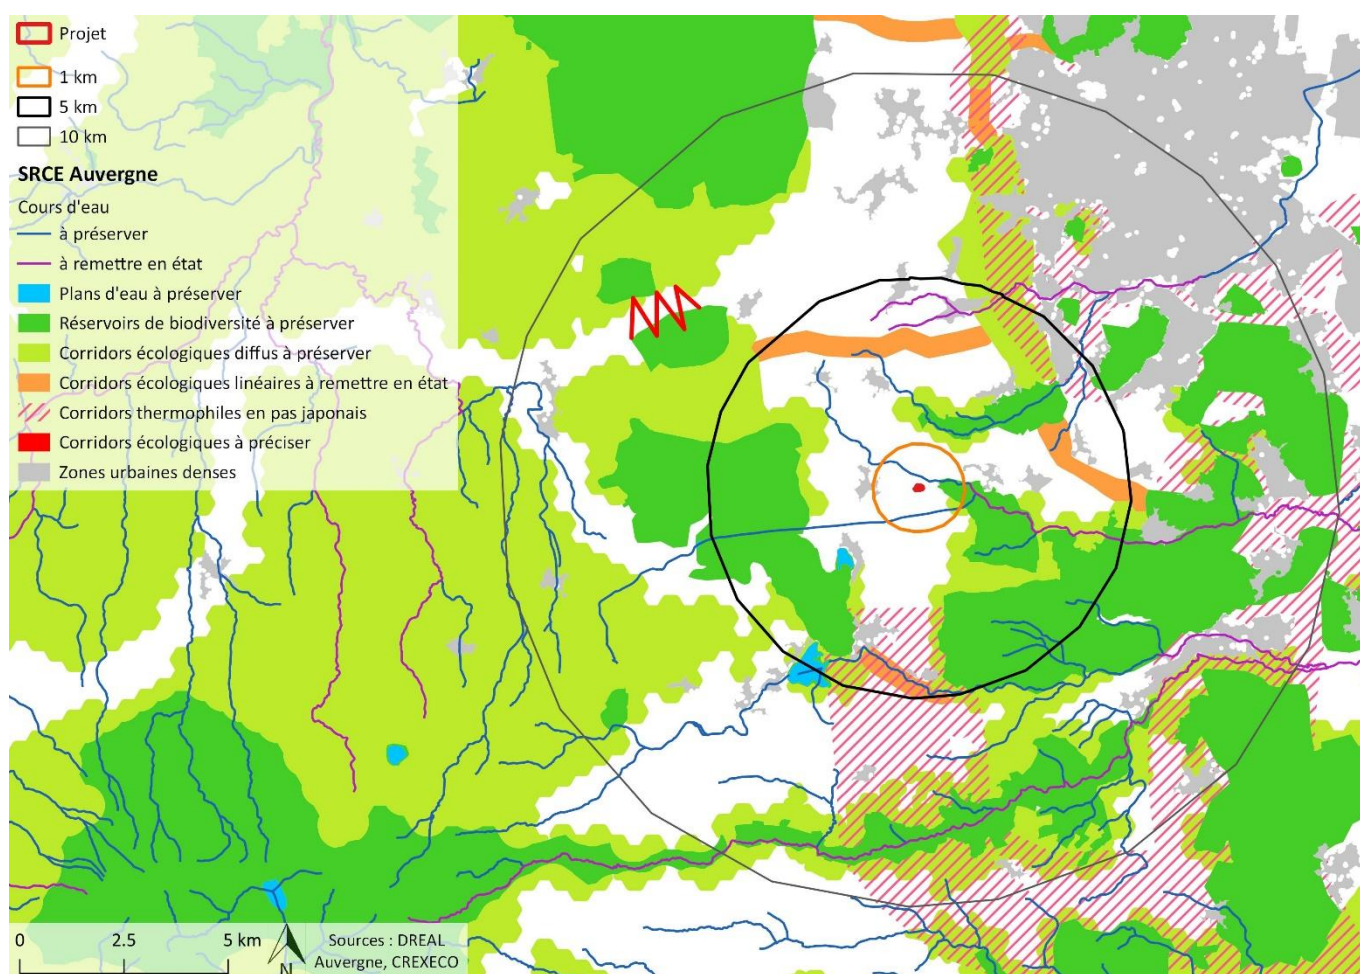 Projet
1 km
5 km
10 km
SRCE Auvergne
Cours d'eau
à préserver
à remettre en état
Plans d'eau à préserver
Réservoirs de biodiversité à préserver
Corridors écologiques diffus à préserver
Corridors écologiques linéaires à remettre en état
Corridors thermophiles en pas japonais
Corridors écologiques à préciser
Zones urbaines denses
0 2.5 5 km
N
Sources : DREAL
Auvergne, CREXECO